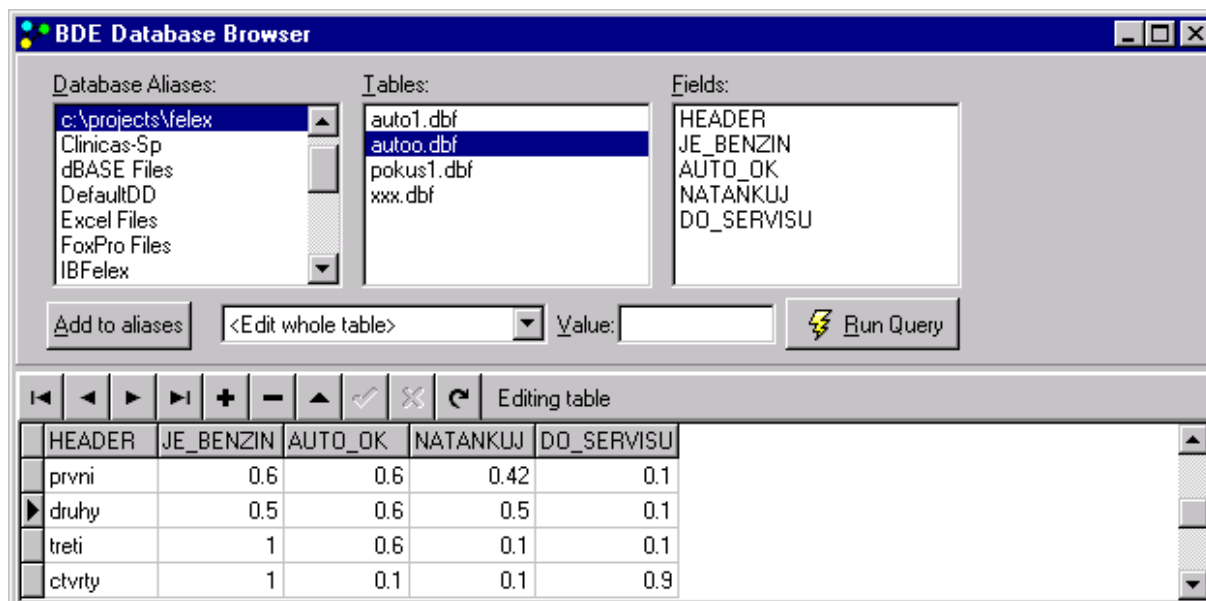 BDE Database Browser
Database Aliases: Tables: Fields:
c:\projects\felex auto1.dbf HEADER
Clinicas-Sp autoo.dbf JE_BENZIN
dBASE Files pokus1.dbf AUTO_OK
DefaultDD xxx.dbf NATANKUJ
Excel Files DO_SERVISU
FoxPro Files
IBFelex
Add to aliases <Edit whole table> Value: Run Query
Editing table
HEADER JE_BENZIN AUTO_OK NATANKUJ DO_SERVISU
prvni 0.6 0.6 0.42 0.1
druhy 0.5 0.6 0.5 0.1
treti 1 0.6 0.1 0.1
ctvrty 1 0.1 0.1 0.9